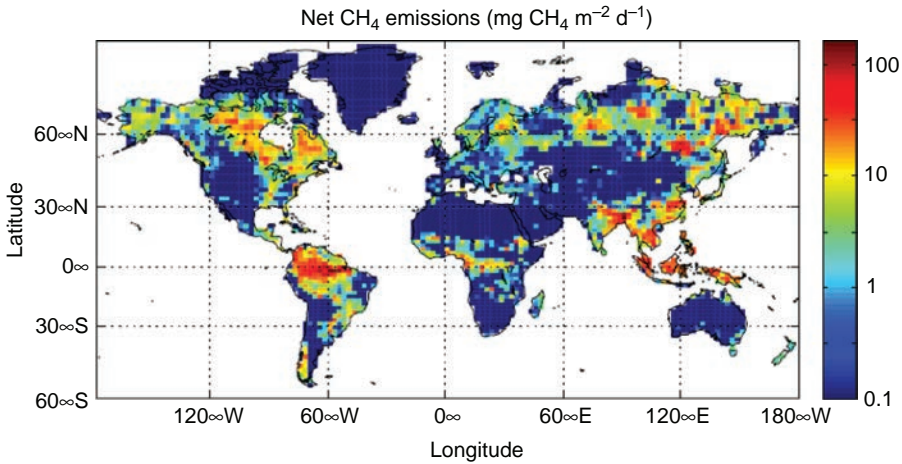 Net CH₄ emissions (mg CH₄ m⁻² d⁻¹)
Latitude
60∞N
30∞N
0∞
30∞S
60∞S
120∞W
60∞W
0∞
60∞E
120∞E
180∞W
Longitude
100
10
1
0.1